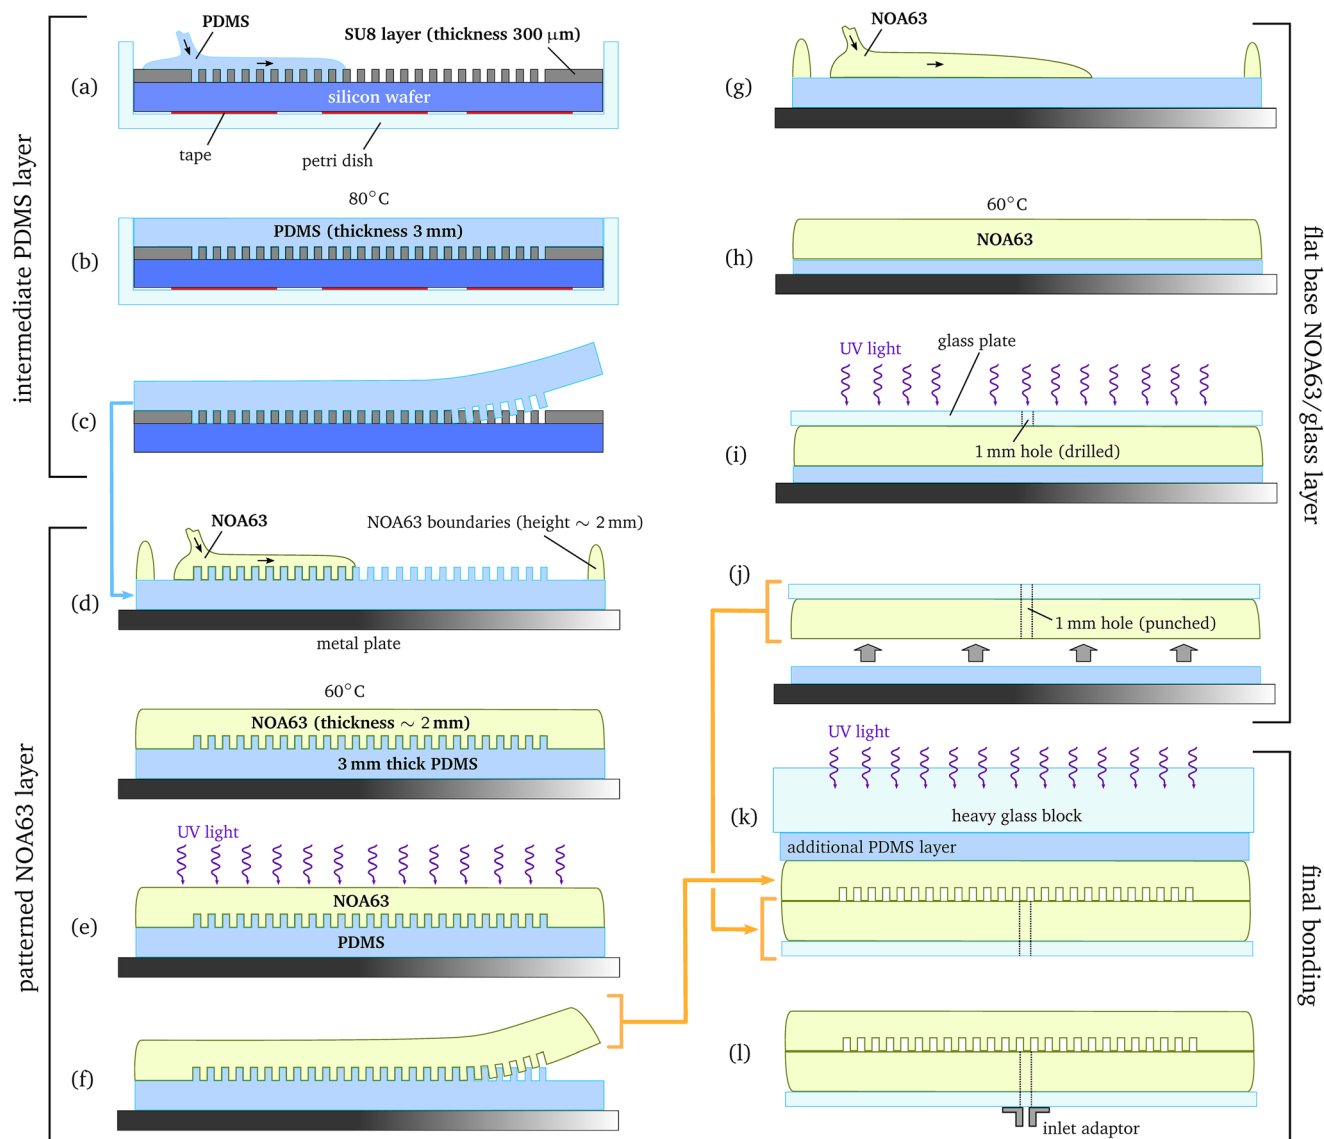 intermediate PDMS layer
PDMS
SU8 layer (thickness 300 μm)
(a)
silicon wafer
tape
petri dish
80°C
PDMS (thickness 3 mm)
(b)
(c)
patterned NOA63 layer
NOA63
NOA63 boundaries (height ∼ 2 mm)
(d)
metal plate
60°C
NOA63 (thickness ∼ 2 mm)
3 mm thick PDMS
UV light
NOA63
(e)
PDMS
(f)
flat base NOA63/glass layer
NOA63
(g)
60°C
NOA63
(h)
glass plate
UV light
1 mm hole (drilled)
(i)
(j)
1 mm hole (punched)
final bonding
UV light
heavy glass block
(k)
additional PDMS layer
(l)
inlet adaptor